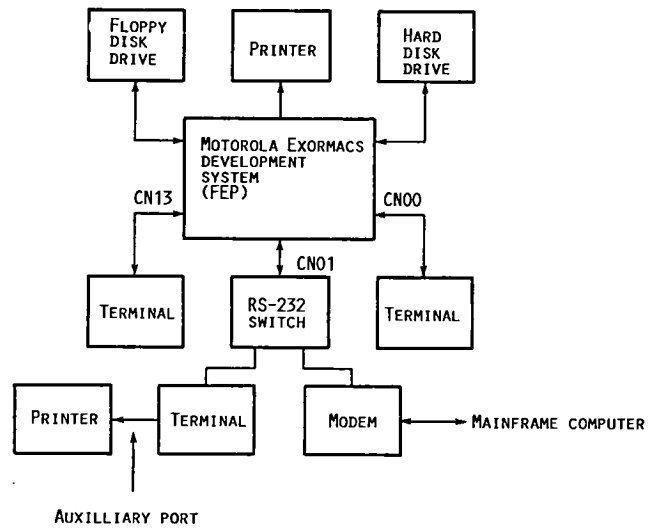 FLOPPY
DISK
DRIVE
PRINTER
HARD
DISK
DRIVE
MOTOROLA EXORMACS
DEVELOPMENT
SYSTEM
(FEP)
CN13
CN00
CN01
TERMINAL
RS-232
SWITCH
TERMINAL
PRINTER
TERMINAL
MODEM
MAINFRAME COMPUTER
AUXILLIARY PORT